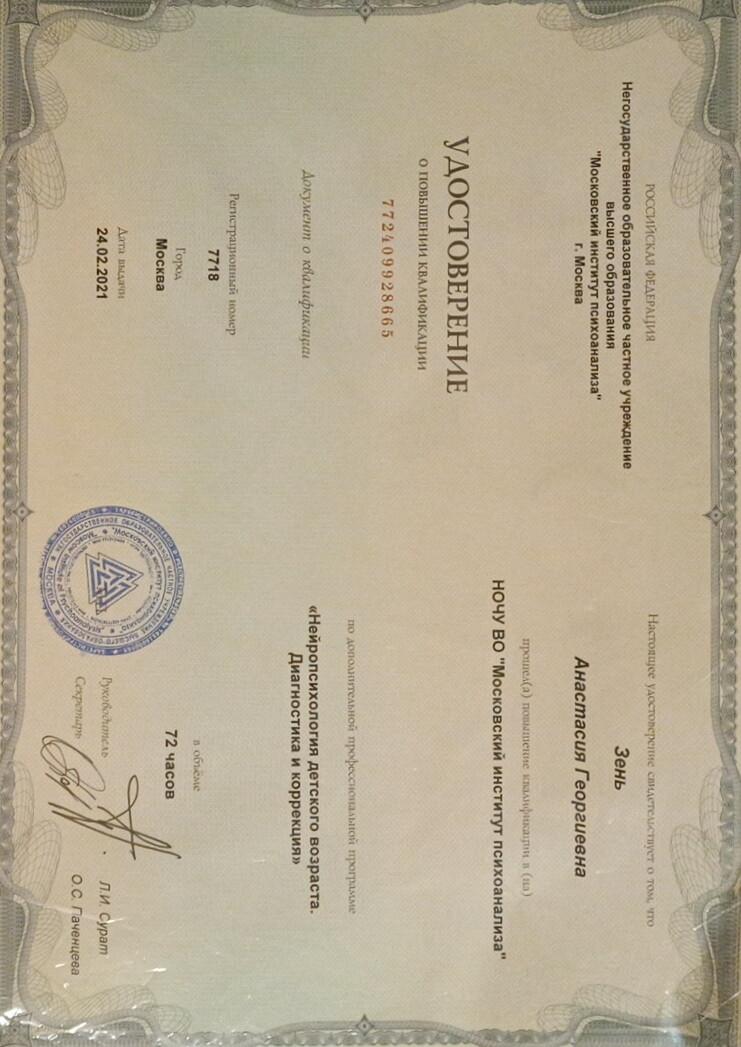 РОССИЙСКАЯ ФЕДЕРАЦИЯ
Негосударственное образовательное частное учреждение
высшего образования
"Московский институт психоанализа"
г. Москва
УДОСТОВЕРЕНИЕ
О ПОВЫШЕНИИ КВАЛИФИКАЦИИ
772409928665
Документ о квалификации
Регистрационный номер
7718
Город
Москва
Дата выдачи
24.02.2021
Настоящее удостоверение свидетельствует о том, что
Зень
Анастасия Георгиевна
прошел(а) повышение квалификации в (на)
НОЧУ ВО "Московский институт психоанализа"
по дополнительной профессиональной программе
«Нейропсихология детского возраста.
Диагностика и коррекция»
в объёме
72 часов
Руководитель
Л.И. Сурат
Секретарь
О.С. Гаченцева